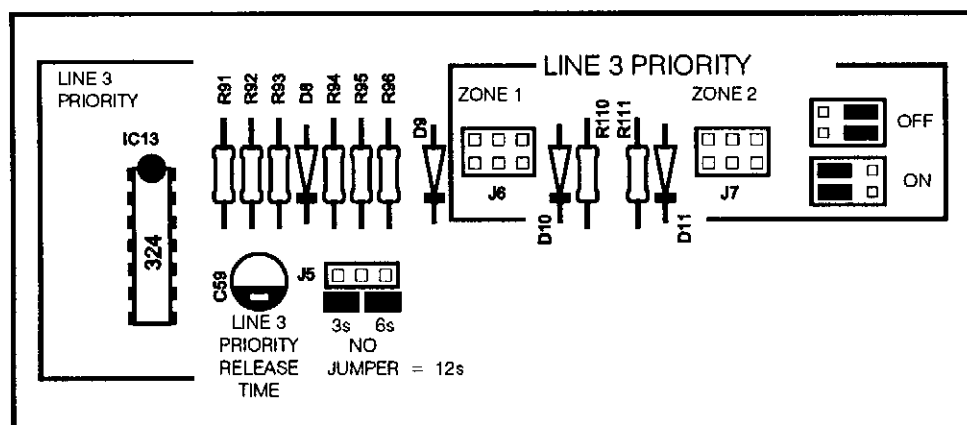 LINE 3
PRIORITY
IC13
324
R91
R92
R93
D8
R94
R95
R96
D9
LINE 3 PRIORITY
ZONE 1
J6
D10
R110
R111
D11
ZONE 2
J7
OFF
ON
C59
LINE 3
PRIORITY
RELEASE
TIME
J5
3s 6s
NO
JUMPER = 12s